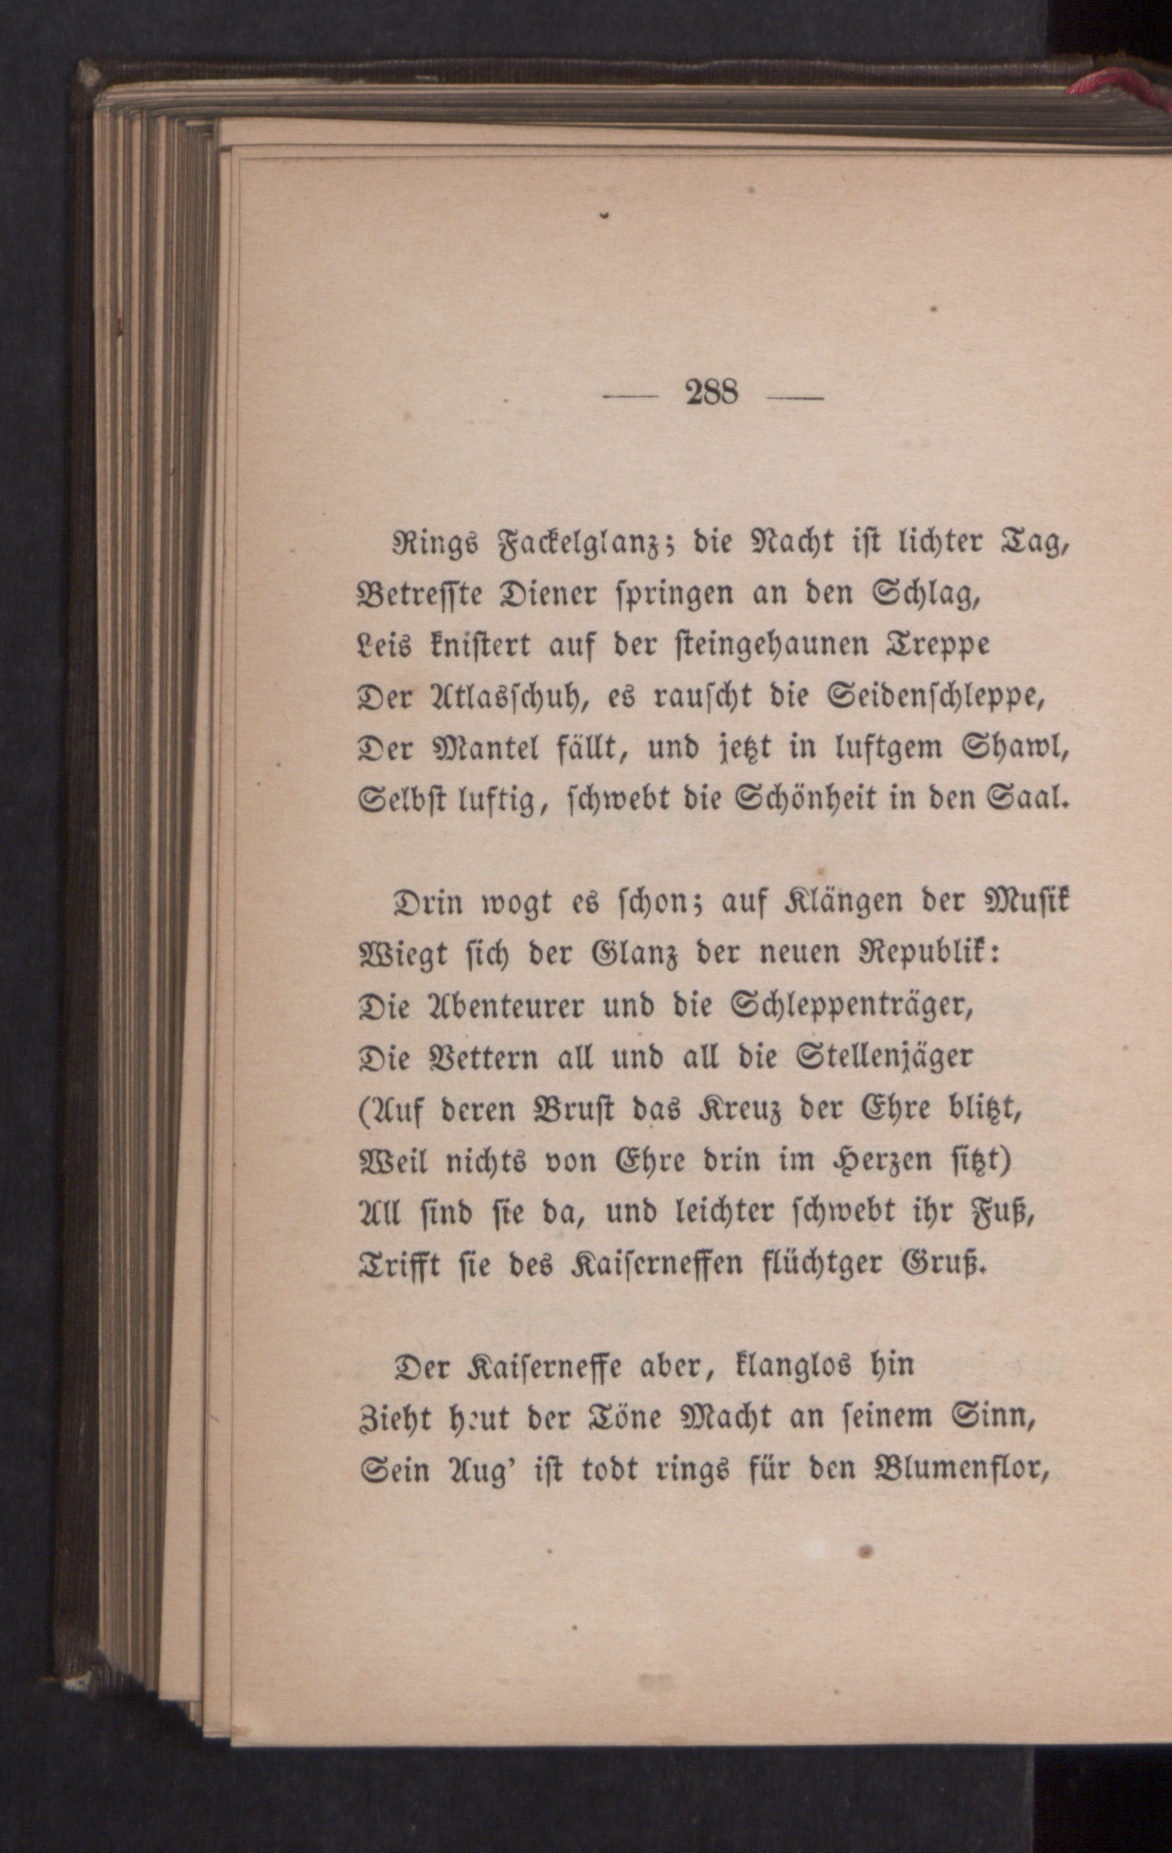 — 288 —
Rings Fackelglanz; die Nacht ist lichter Tag,
Betresste Diener springen an den Schlag,
Leis knistert auf der steingehaunen Treppe
Der Atlasschuh, es rauscht die Seidenschleppe,
Der Mantel fällt, und jetzt in luftgem Shawl,
Selbst luftig, schwebt die Schönheit in den Saal.
Drin wogt es schon; auf Klängen der Musik
Wiegt sich der Glanz der neuen Republik:
Die Abenteurer und die Schleppenträger,
Die Vettern all und all die Stellenjäger
(Auf deren Brust das Kreuz der Ehre blitzt,
Weil nichts von Ehre drin im Herzen sitzt)
All sind sie da, und leichter schwebt ihr Fuß,
Trifft sie des Kaiserneffen flüchtger Gruß.
Der Kaiserneffe aber, klanglos hin
Zieht heut der Töne Macht an seinem Sinn,
Sein Aug' ist todt rings für den Blumenflor,